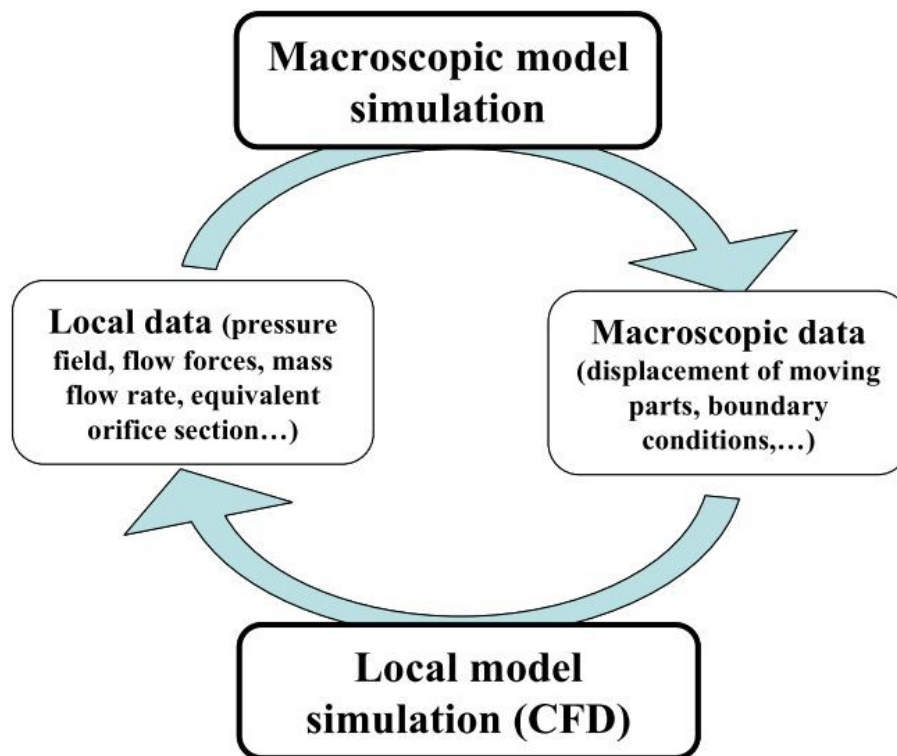 Macroscopic model
simulation
Local data (pressure
field, flow forces, mass
flow rate, equivalent
orifice section…)
Macroscopic data
(displacement of moving
parts, boundary
conditions,…)
Local model
simulation (CFD)